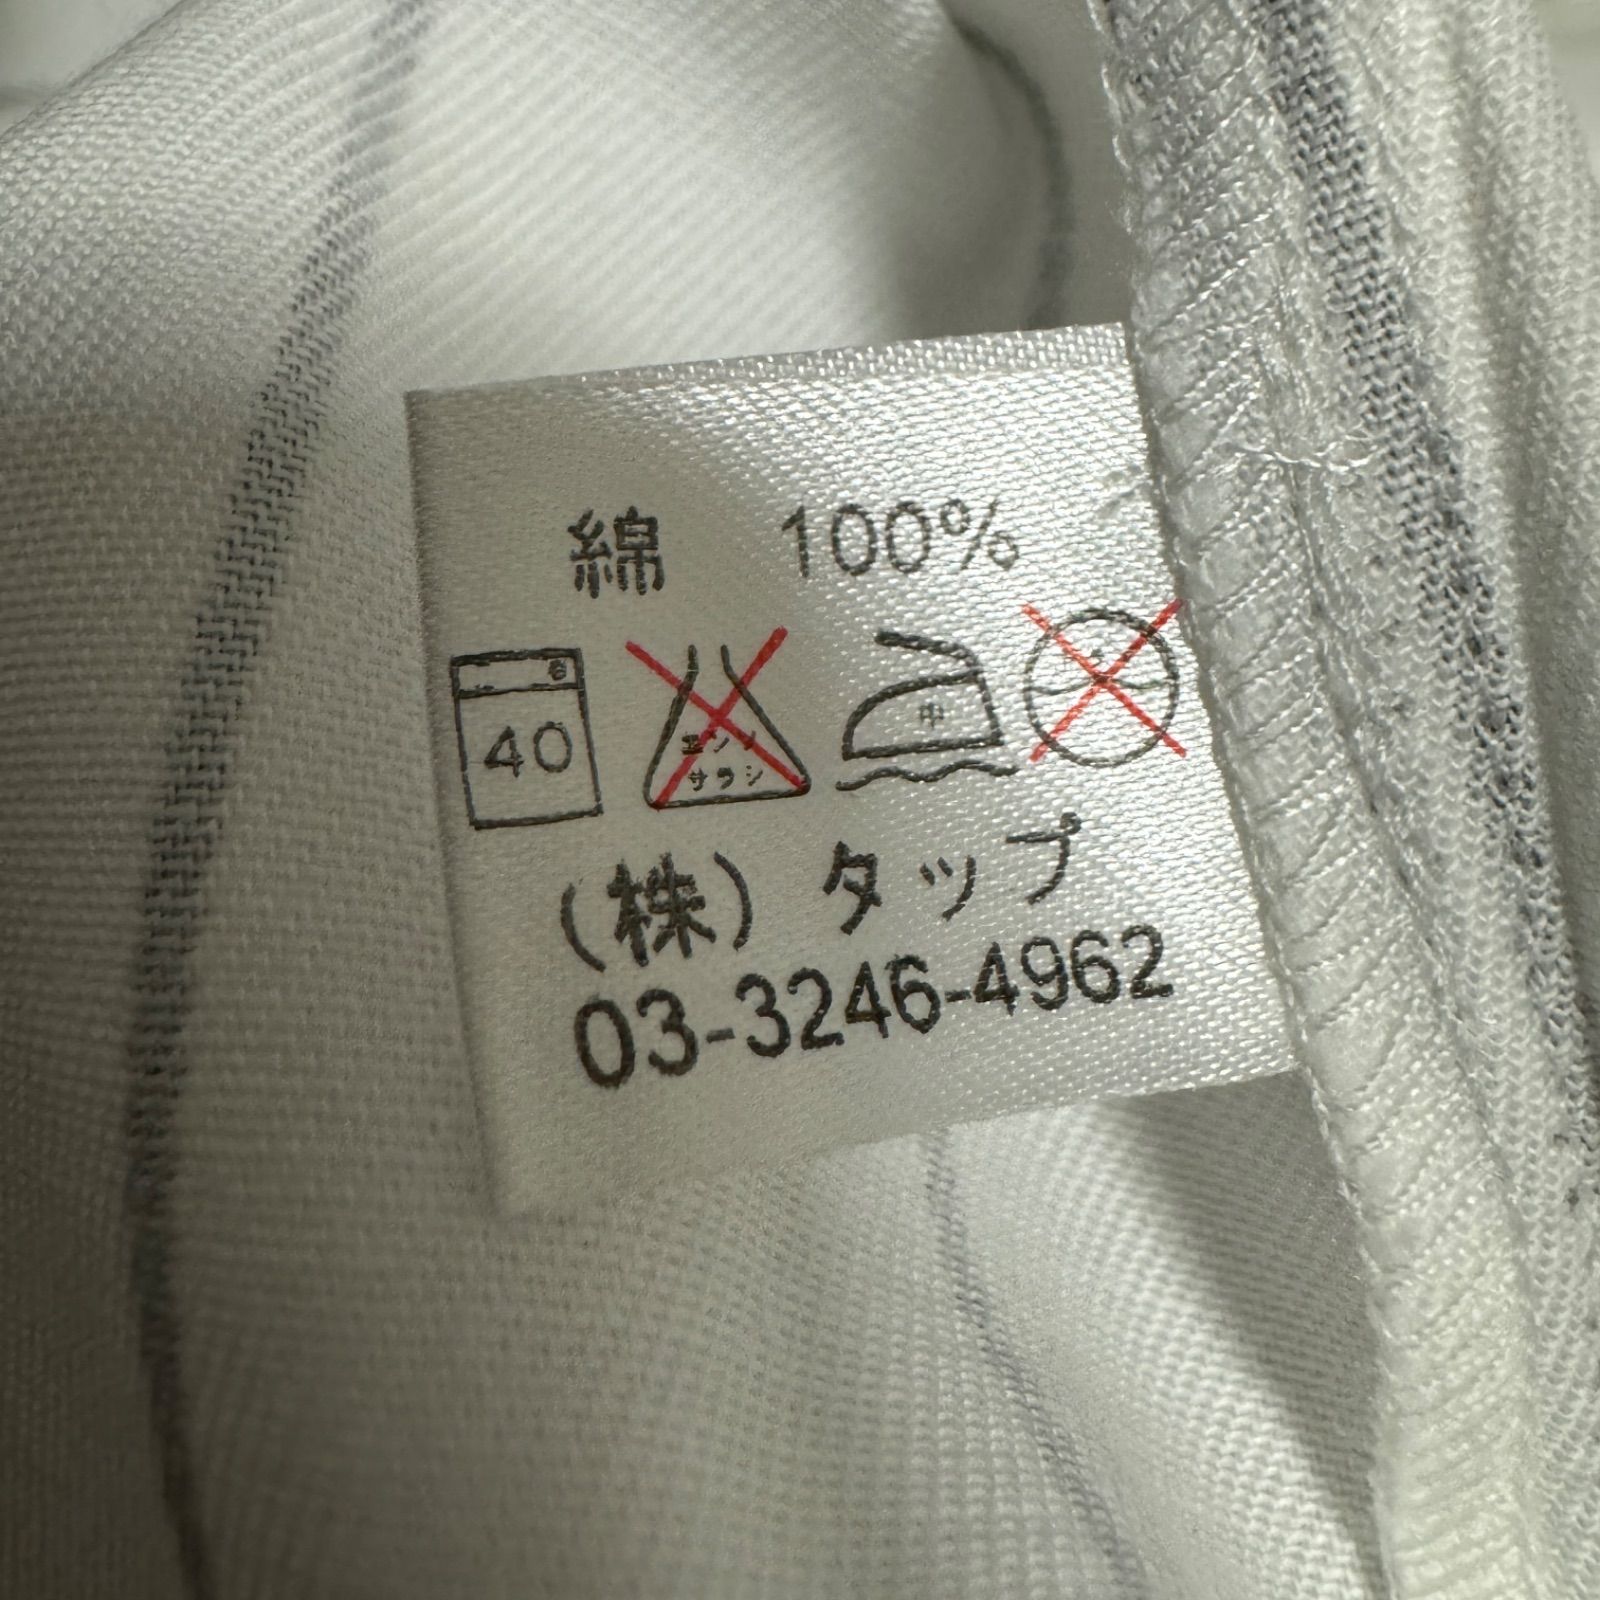 綿 100%
40 エンソ 中
サラシ
(株) タップ
03-3246-4962